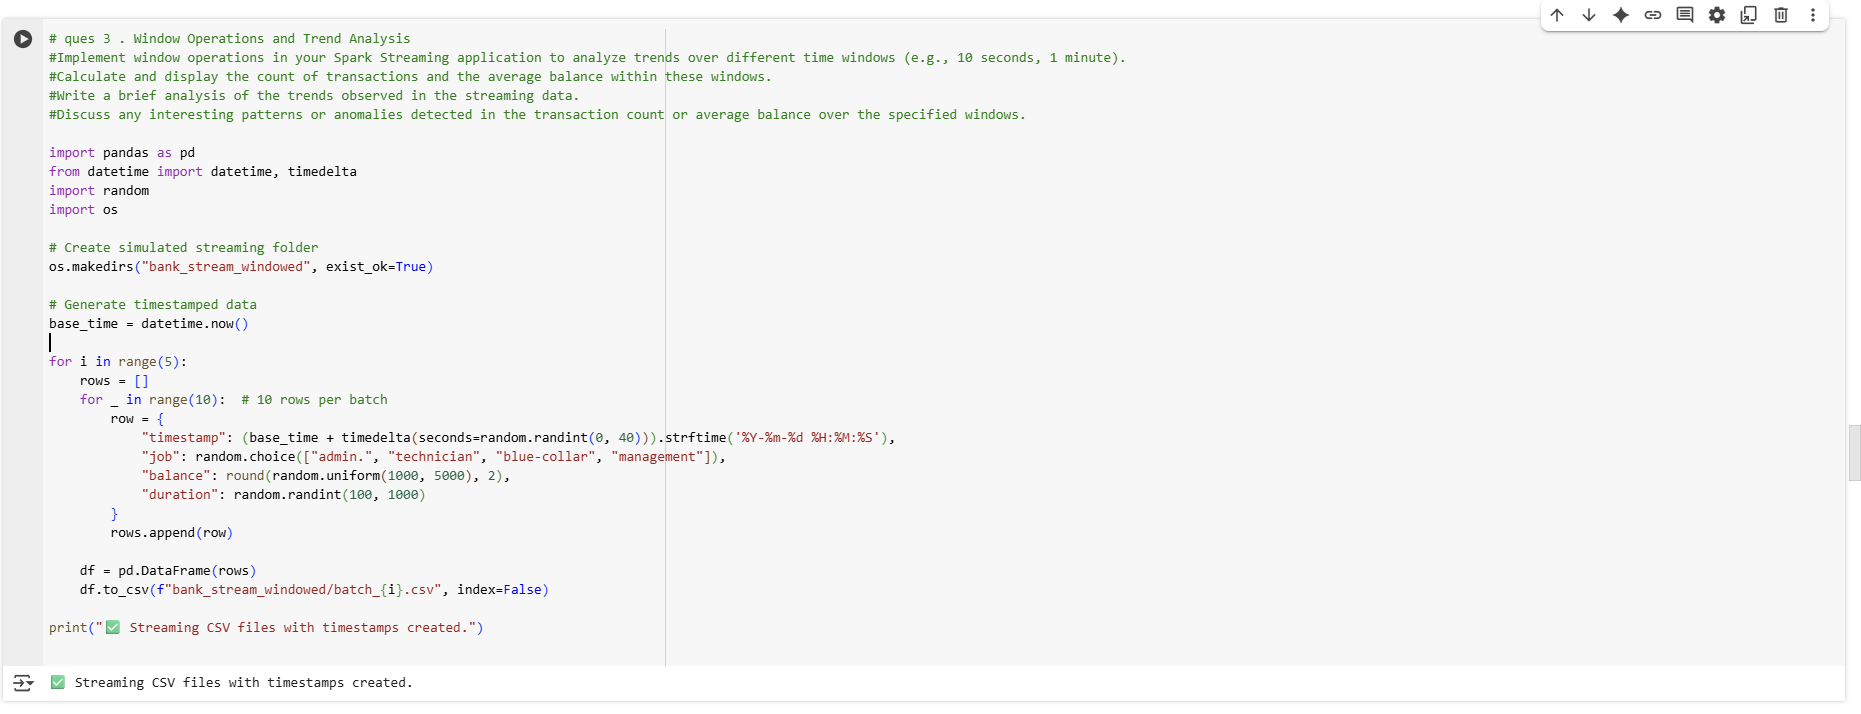 # ques 3 . Window Operations and Trend Analysis
#Implement window operations in your Spark Streaming application to analyze trends over different time windows (e.g., 10 seconds, 1 minute).
#Calculate and display the count of transactions and the average balance within these windows.
#Write a brief analysis of the trends observed in the streaming data.
#Discuss any interesting patterns or anomalies detected in the transaction count or average balance over the specified windows.

import pandas as pd
from datetime import datetime, timedelta
import random
import os

# Create simulated streaming folder
os.makedirs("bank_stream_windowed", exist_ok=True)

# Generate timestamped data
base_time = datetime.now()

for i in range(5):
    rows = []
    for _ in range(10):  # 10 rows per batch
        row = {
            "timestamp": (base_time + timedelta(seconds=random.randint(0, 40))).strftime('%Y-%m-%d %H:%M:%S'),
            "job": random.choice(["admin.", "technician", "blue-collar", "management"]),
            "balance": round(random.uniform(1000, 5000), 2),
            "duration": random.randint(100, 1000)
        }
        rows.append(row)

    df = pd.DataFrame(rows)
    df.to_csv(f"bank_stream_windowed/batch_{i}.csv", index=False)

print("✅ Streaming CSV files with timestamps created.")

✅ Streaming CSV files with timestamps created.